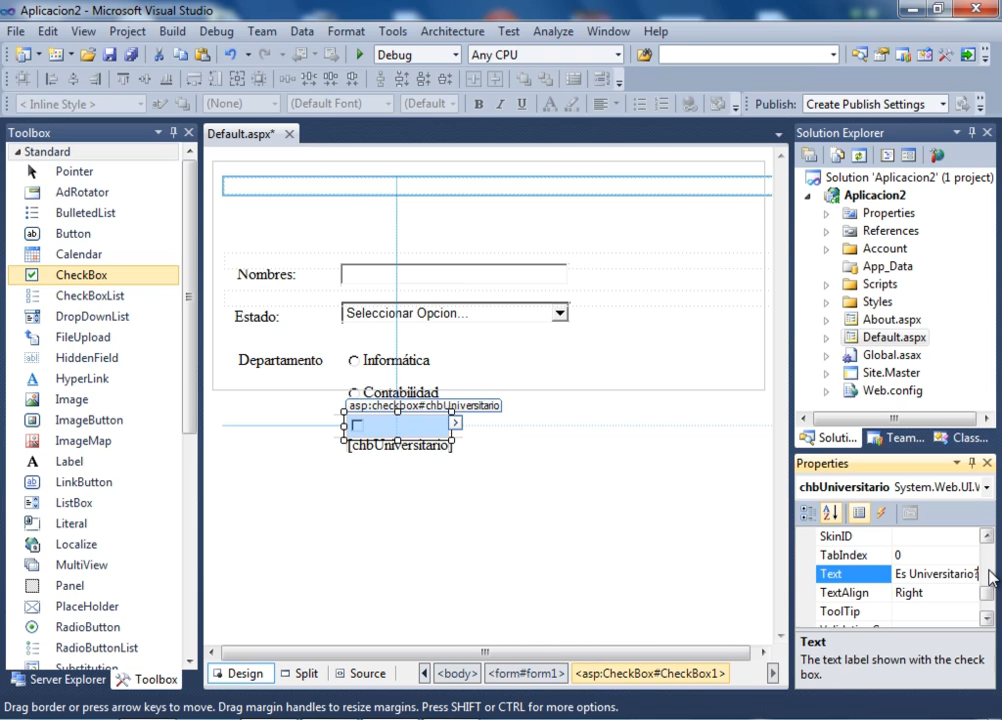 Aplicacion2 - Microsoft Visual Studio
File Edit View Project Build Debug Team Data Format Tools Architecture Test Analyze Window Help
Debug Any CPU
< Inline Style > (None) (Default Font) (Default B I U A Publish: Create Publish Settings
Toolbox
Standard
Pointer
AdRotator
BulletedList
Button
Calendar
CheckBox
CheckBoxList
DropDownList
FileUpload
HiddenField
HyperLink
Image
ImageButton
ImageMap
Label
LinkButton
ListBox
Literal
Localize
MultiView
Panel
PlaceHolder
RadioButton
RadioButtonList
Substitution
Server Explorer Toolbox
Default.aspx*
Nombres:
Estado: Seleccionar Opcion...
Departamento Informática
Contabilidad
asp:checkbox#chbUniversitario
[chbUniversitario]
Design Split Source <body> <form#form1> <asp:CheckBox#CheckBox1>
Solution Explorer
Solution 'Aplicacion2' (1 project)
Aplicacion2
Properties
References
Account
App_Data
Scripts
Styles
About.aspx
Default.aspx
Global.asax
Site.Master
Web.config
Soluti... Team... Class...
Properties
chbUniversitario System.Web.UI.W
SkinID
TabIndex 0
Text Es Universitario?
TextAlign Right
ToolTip
Text
The text label shown with the check
box.
Drag border or press arrow keys to move. Drag margin handles to resize margins. Press SHIFT or CTRL for more options.